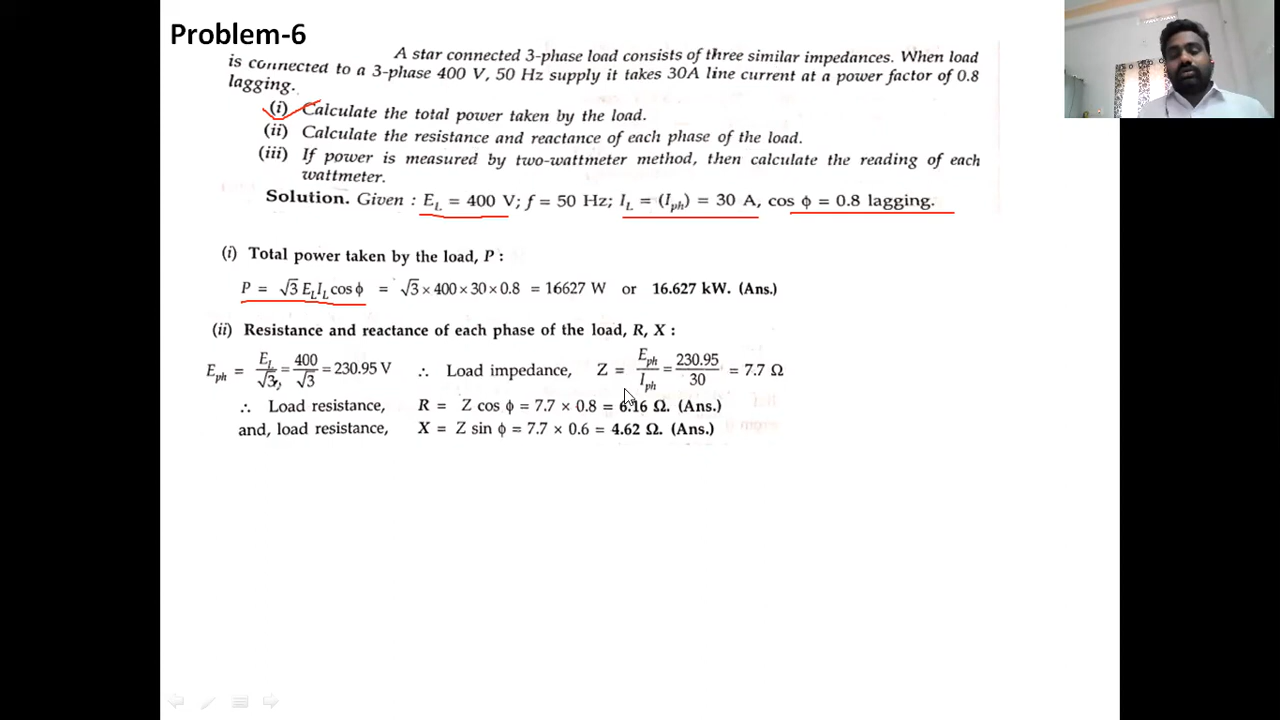 Problem-6
A star connected 3-phase load consists of three similar impedances. When load
is connected to a 3-phase 400 V, 50 Hz supply it takes 30A line current at a power factor of 0.8
lagging.
(i) Calculate the total power taken by the load.
(ii) Calculate the resistance and reactance of each phase of the load.
(iii) If power is measured by two-wattmeter method, then calculate the reading of each
wattmeter.
Solution. Given : E_L = 400 V; f = 50 Hz; I_L = (I_ph) = 30 A, cos φ = 0.8 lagging.
(i) Total power taken by the load, P :
P = √3 E_L I_L cos φ = √3 × 400 × 30 × 0.8 = 16627 W or 16.627 kW. (Ans.)
(ii) Resistance and reactance of each phase of the load, R, X :
E_ph = E_L/√3 = 400/√3 = 230.95 V ∴ Load impedance, Z = E_ph/I_ph = 230.95/30 = 7.7 Ω
∴ Load resistance, R = Z cos φ = 7.7 × 0.8 = 6.16 Ω. (Ans.)
and, load resistance, X = Z sin φ = 7.7 × 0.6 = 4.62 Ω. (Ans.)